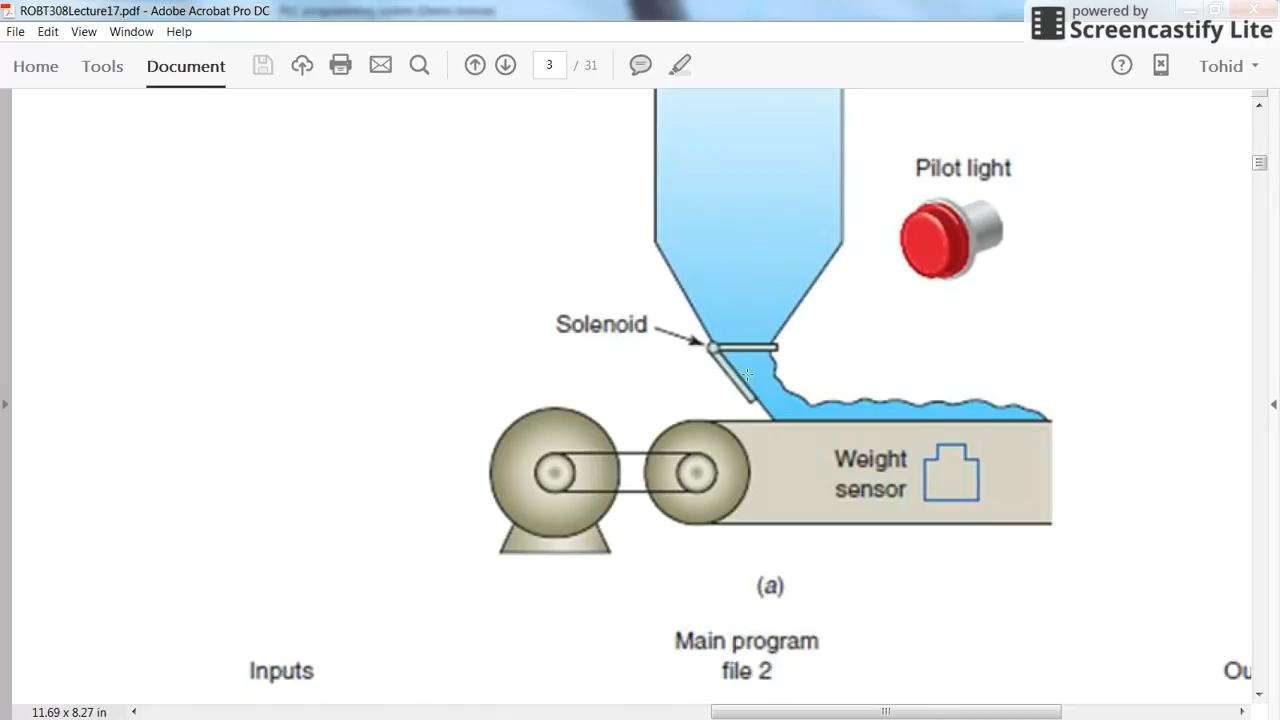 ROBT308Lecture17.pdf - Adobe Acrobat Pro DC
powered by
Screencastify Lite
File Edit View Window Help
Home Tools Document 3 / 31 Tohid
Pilot light
Solenoid
Weight
sensor
(a)
Main program
file 2
Inputs
Ou
11.69 x 8.27 in